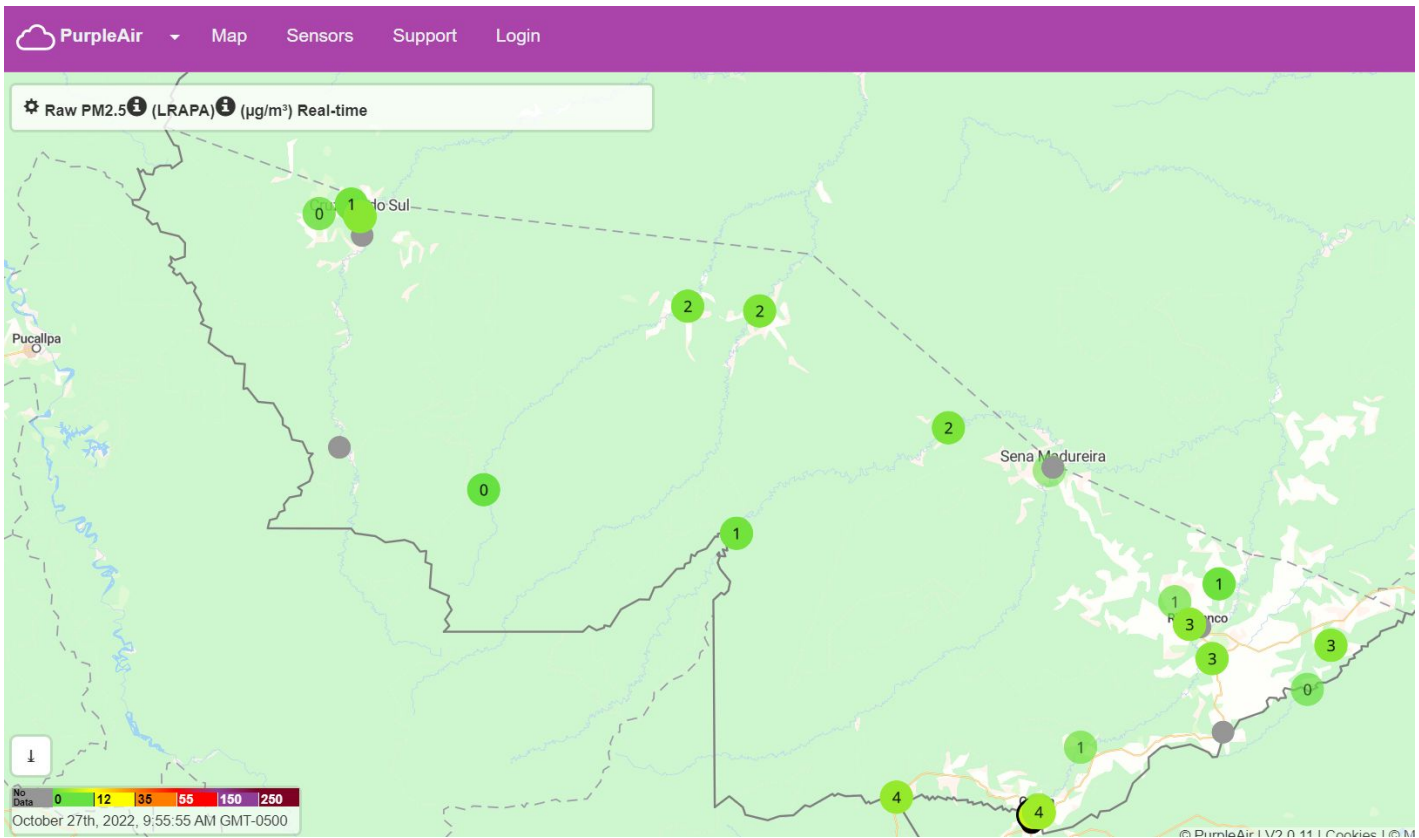 PurpleAir Map Sensors Support Login
Raw PM2.5 (LRAPA) (µg/m³) Real-time
do Sul
1
0
2
2
Pucallpa
2
Sena Madureira
0
1
1
1
3
3
3
0
1
4
4
No Data 0 12 35 55 150 250
October 27th, 2022, 9:55:55 AM GMT-0500
© PurpleAir | V2.0.11 | Cookies | © M